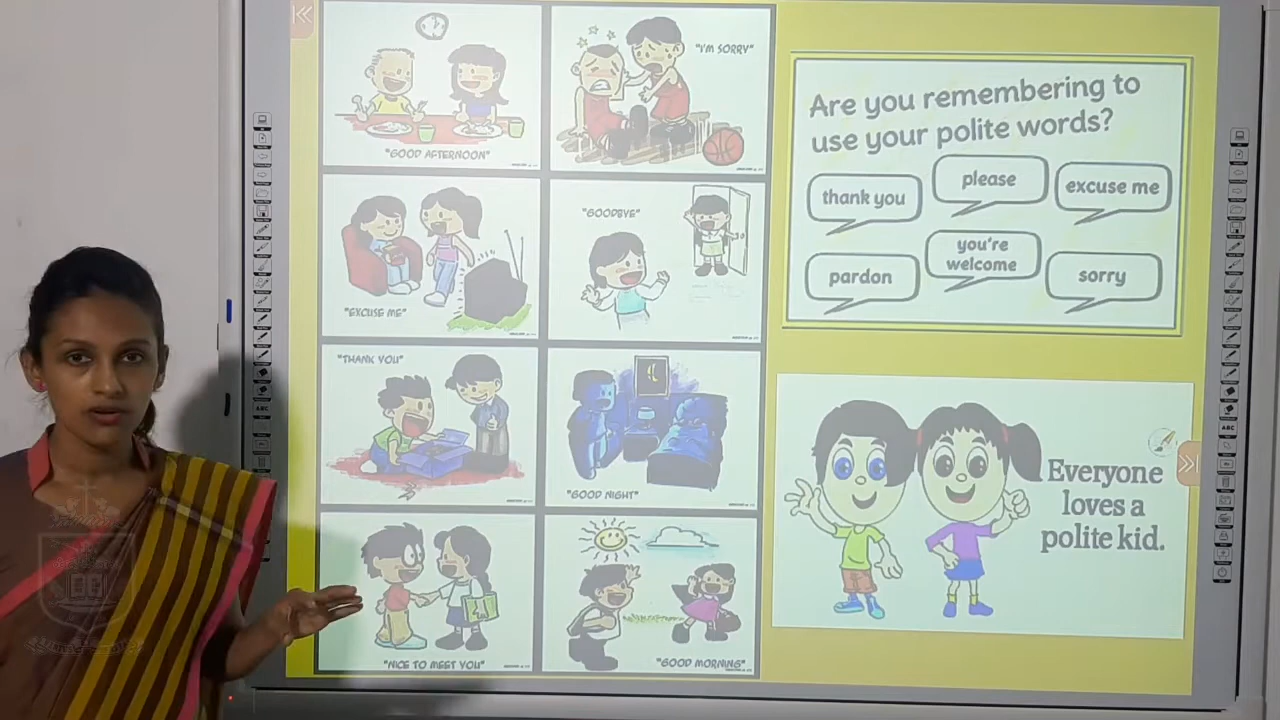 "GOOD AFTERNOON"
"I'M SORRY"
"EXCUSE ME"
"GOODBYE"
"THANK YOU"
"GOOD NIGHT"
"NICE TO MEET YOU"
"GOOD MORNING"
Are you remembering to
use your polite words?
thank you
please
excuse me
pardon
you're
welcome
sorry
Everyone
loves a
polite kid.
ABC
ABC